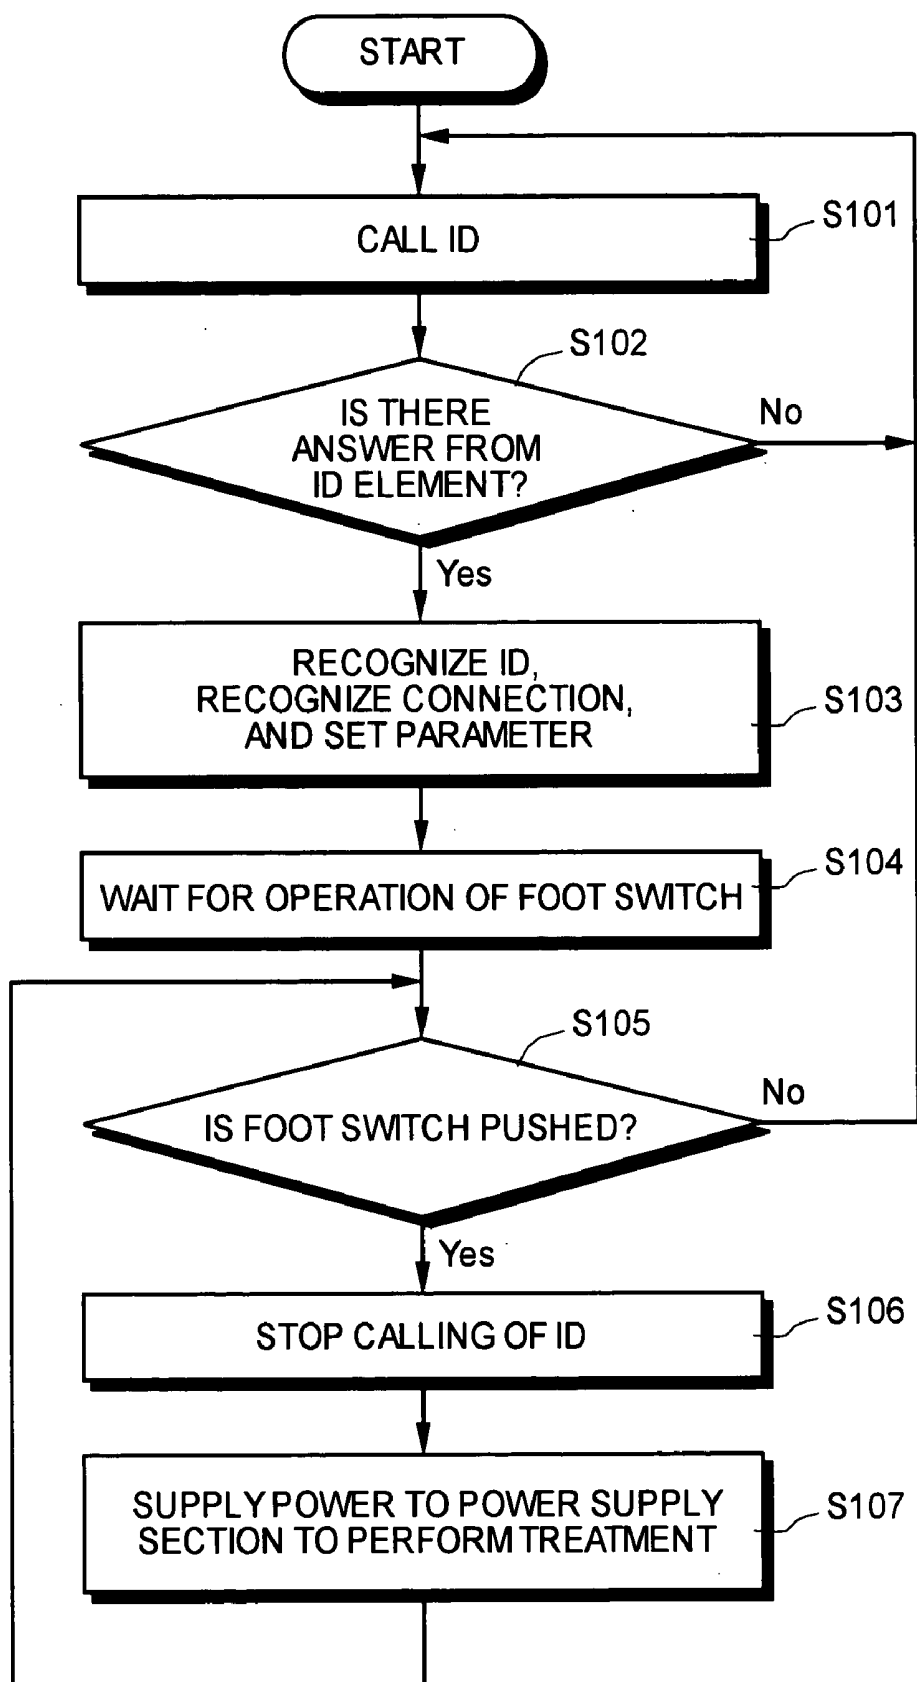 START
CALL ID
S101
S102
IS THERE
ANSWER FROM
ID ELEMENT?
No
Yes
RECOGNIZE ID,
RECOGNIZE CONNECTION,
AND SET PARAMETER
S103
WAIT FOR OPERATION OF FOOT SWITCH
S104
S105
IS FOOT SWITCH PUSHED?
No
Yes
STOP CALLING OF ID
S106
SUPPLY POWER TO POWER SUPPLY
SECTION TO PERFORM TREATMENT
S107